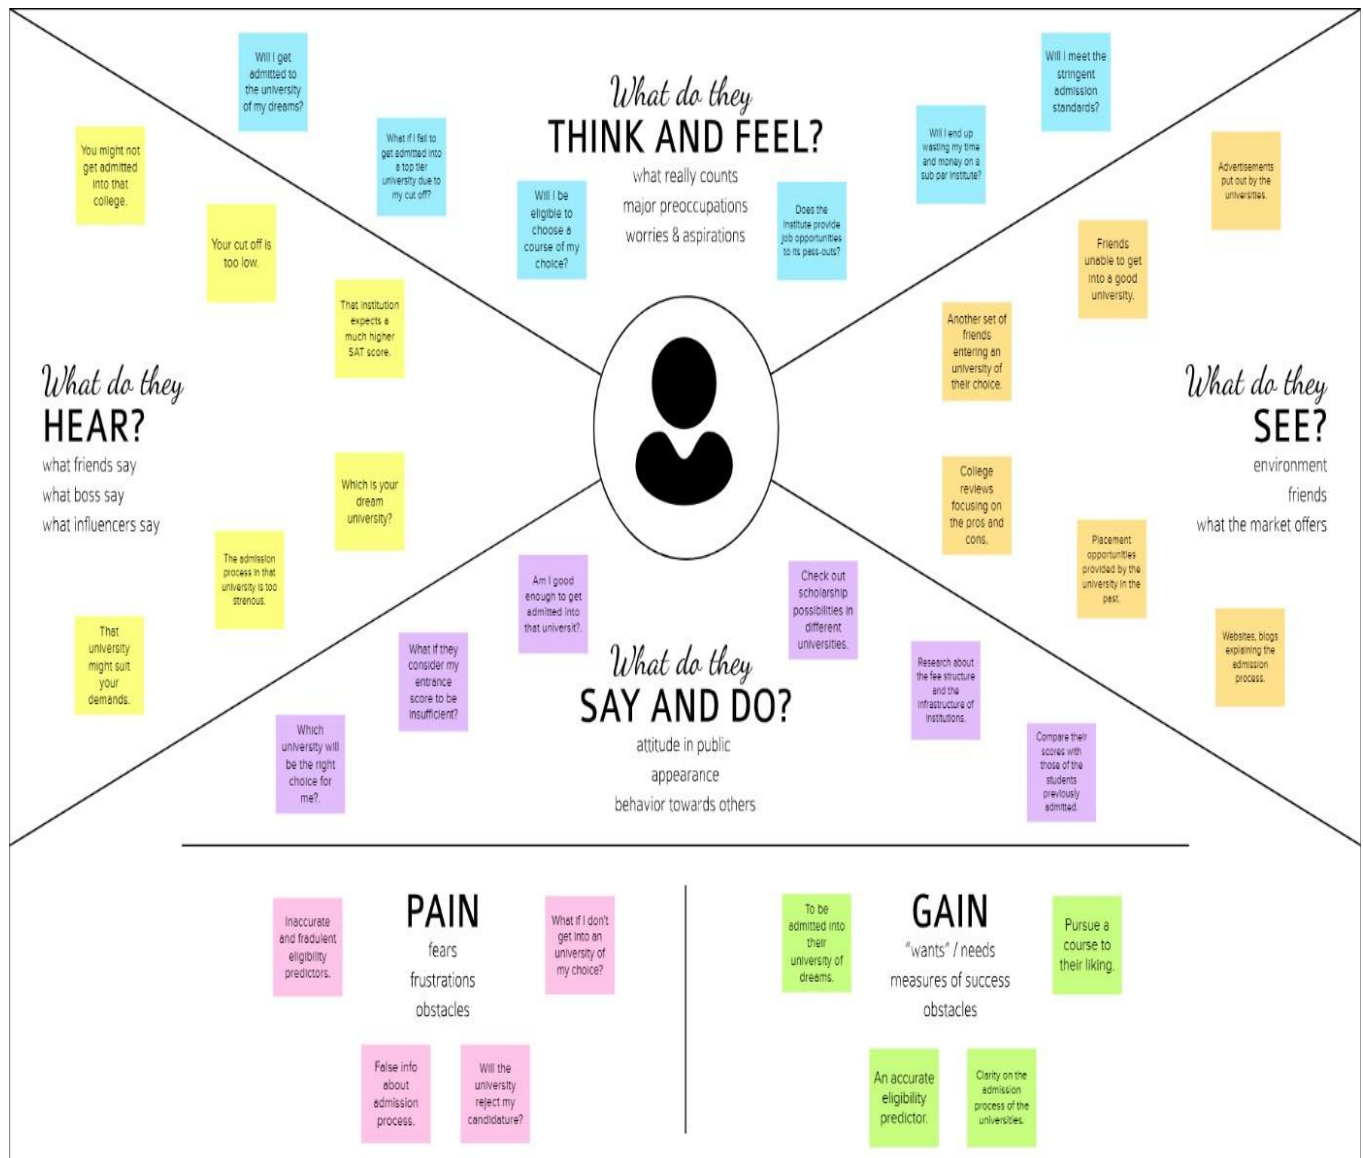 What do they
THINK AND FEEL?
what really counts
major preoccupations
worries & aspirations
Will I get
admitted to
the university
of my dreams?
What if I fail to
get admitted into
a top tier
university due to
my cut off?
Will I be
eligible to
choose a
course of my
choice?
Does the
Institute provide
job opportunities
to its pass-outs?
Will I end up
wasting my time
and money on a
sub par institute?
Will I meet the
stringent
admission
standards?
What do they
HEAR?
what friends say
what boss say
what influencers say
You might not
get admitted
into that
college.
Your cut off is
too low.
That institution
expects a
much higher
SAT score.
Which is your
dream
university?
The admission
process in that
university is too
strenous.
That
university
might suit
your
demands.
What do they
SEE?
environment
friends
what the market offers
Advertisements
put out by the
universities.
Friends
unable to get
into a good
university.
Another set of
friends
entering an
university of
their choice.
College
reviews
focusing on
the pros and
cons.
Placement
opportunities
provided by the
university in the
past.
Websites, blogs
explaining the
admission
process.
What do they
SAY AND DO?
attitude in public
appearance
behavior towards others
Am I good
enough to get
admitted into
that universit?.
What if they
consider my
entrance
score to be
insufficient?
Which
university will
be the right
choice for
me?.
Check out
scholarship
possibilities in
different
universities.
Research about
the fee structure
and the
infrastructure of
institutions.
Compare their
scores with
those of the
students
previously
admitted.
PAIN
fears
frustrations
obstacles
Inaccurate
and fradulent
eligibility
predictors.
What if I don't
get into an
university of
my choice?
False info
about
admission
process.
Will the
university
reject my
candidature?
GAIN
"wants" / needs
measures of success
obstacles
To be
admitted into
their
university of
dreams.
Pursue a
course to
their liking.
An accurate
eligibility
predictor.
Clarity on the
admission
process of the
universities.